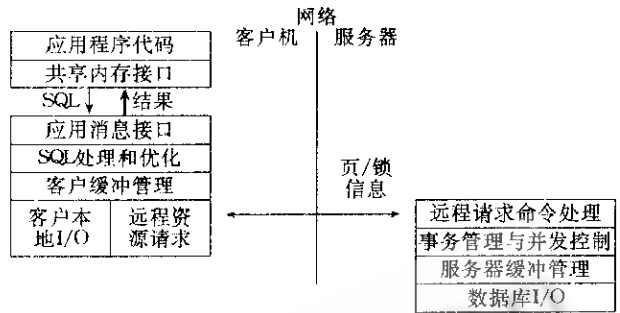 网络
客户机 服务器
应用程序代码
共享内存接口
SQL 结果
应用消息接口
SQL处理和优化
客户缓冲管理
客户本
地I/O
远程资
源请求
页/锁
信息
远程请求命令处理
事务管理与并发控制
服务器缓冲管理
数据库I/O